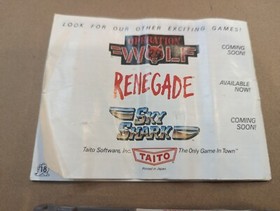 LOOK FOR OUR OTHER EXCITING GAMES!
OPERATION
WOLF
COMING
SOON!
RENEGADE
AVAILABLE
NOW!
SKY
SHARK
COMING
SOON!
Taito Software, Inc.
TAITO
"The Only Game In Town"
Printed in Japan